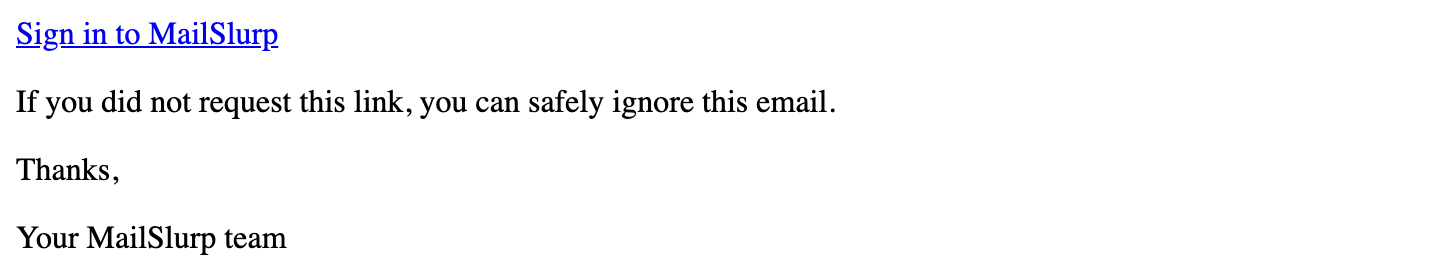 Sign in to MailSlurp
If you did not request this link, you can safely ignore this email.
Thanks,
Your MailSlurp team